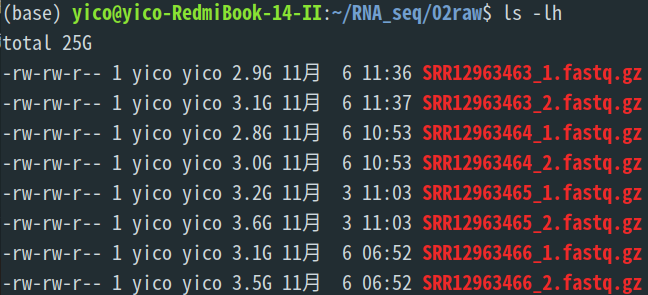 (base) yico@yico-RedmiBook-14-II:~/RNA_seq/02raw$ ls -lh
total 25G
-rw-rw-r-- 1 yico yico 2.9G 11月  6 11:36 SRR12963463_1.fastq.gz
-rw-rw-r-- 1 yico yico 3.1G 11月  6 11:37 SRR12963463_2.fastq.gz
-rw-rw-r-- 1 yico yico 2.8G 11月  6 10:53 SRR12963464_1.fastq.gz
-rw-rw-r-- 1 yico yico 3.0G 11月  6 10:53 SRR12963464_2.fastq.gz
-rw-rw-r-- 1 yico yico 3.2G 11月  3 11:03 SRR12963465_1.fastq.gz
-rw-rw-r-- 1 yico yico 3.6G 11月  3 11:03 SRR12963465_2.fastq.gz
-rw-rw-r-- 1 yico yico 3.1G 11月  6 06:52 SRR12963466_1.fastq.gz
-rw-rw-r-- 1 yico yico 3.5G 11月  6 06:52 SRR12963466_2.fastq.gz